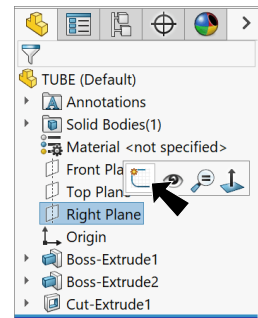 TUBE (Default)
Annotations
Solid Bodies(1)
Material <not specified>
Front Pla
Top Plane
Right Plane
Origin
Boss-Extrude1
Boss-Extrude2
Cut-Extrude1